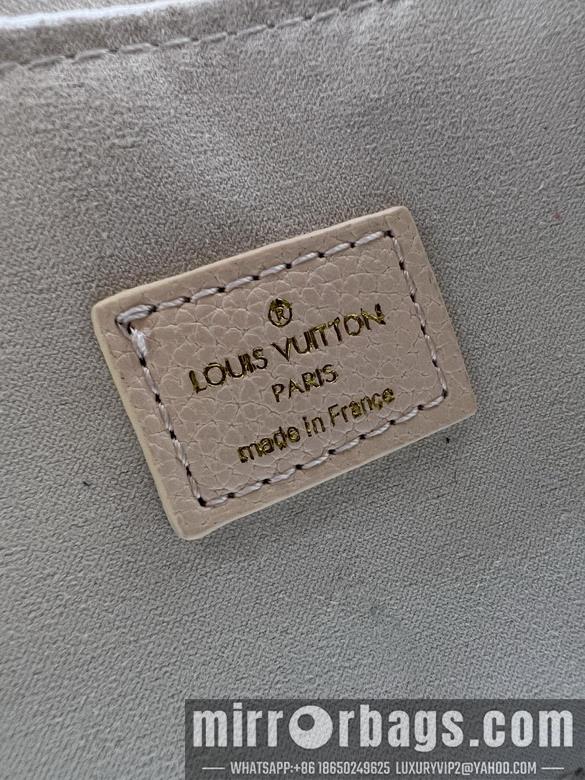 ®
LOUIS VUITTON
PARIS
made in France
mirrorbags.com
WHATSAPP:+86 18650249625 LUXURYVIP2@YAHOO.COM